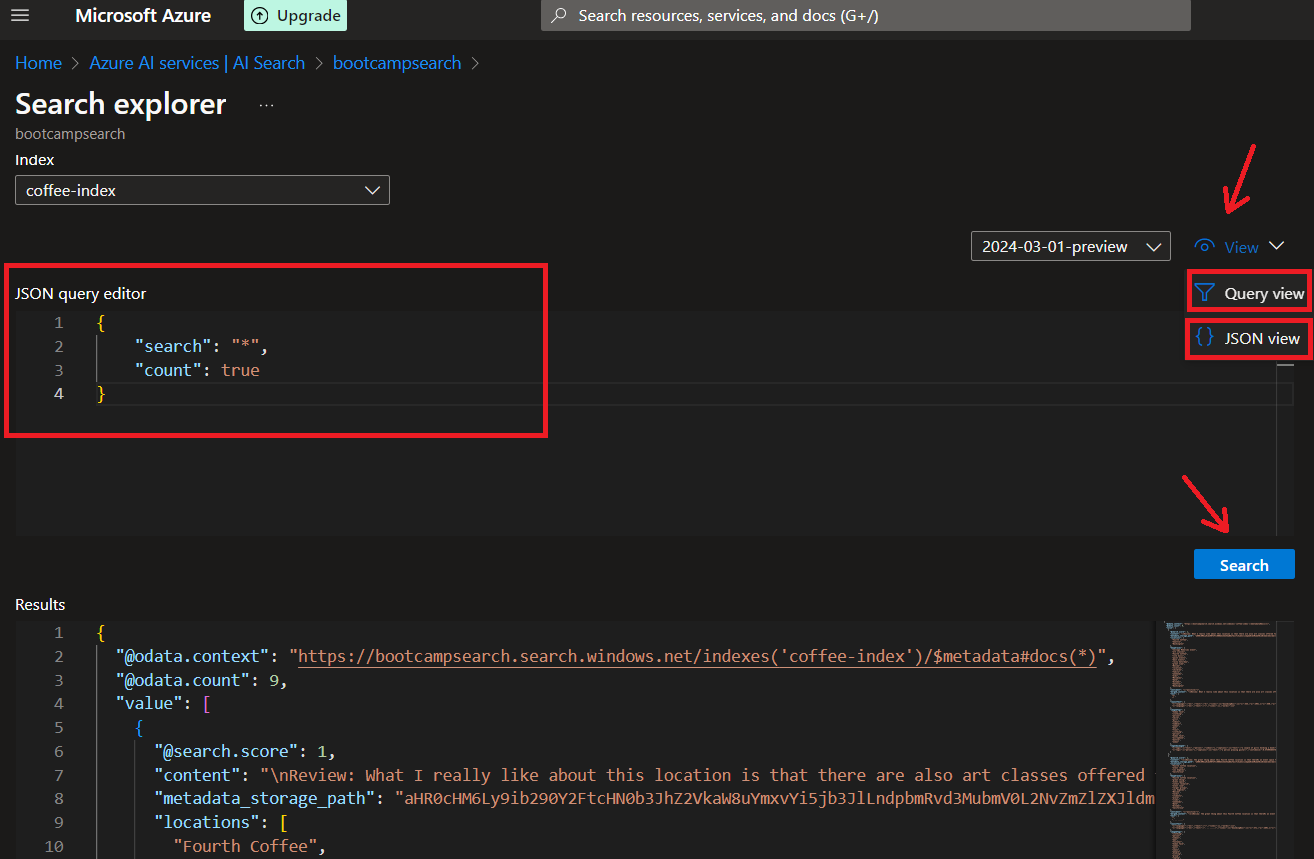 Microsoft Azure
Upgrade
Search resources, services, and docs (G+/)
Home > Azure AI services | AI Search > bootcampsearch >
Search explorer ...
bootcampsearch
Index
coffee-index
2024-03-01-preview
View
Query view
JSON view
JSON query editor
1 {
2 "search": "*",
3 "count": true
4 }
Search
Results
1 {
2 "@odata.context": "https://bootcampsearch.search.windows.net/indexes('coffee-index')/$metadata#docs(*)",
3 "@odata.count": 9,
4 "value": [
5 {
6 "@search.score": 1,
7 "content": "\nReview: What I really like about this location is that there are also art classes offered
8 "metadata_storage_path": "aHR0cHM6Ly9ib290Y2FtcHN0b3JhZ2VkaW8uYmxvYi5jb3JlLndpbmRvd3MubmV0L2NvZmZlZXJldm
9 "locations": [
10 "Fourth Coffee",